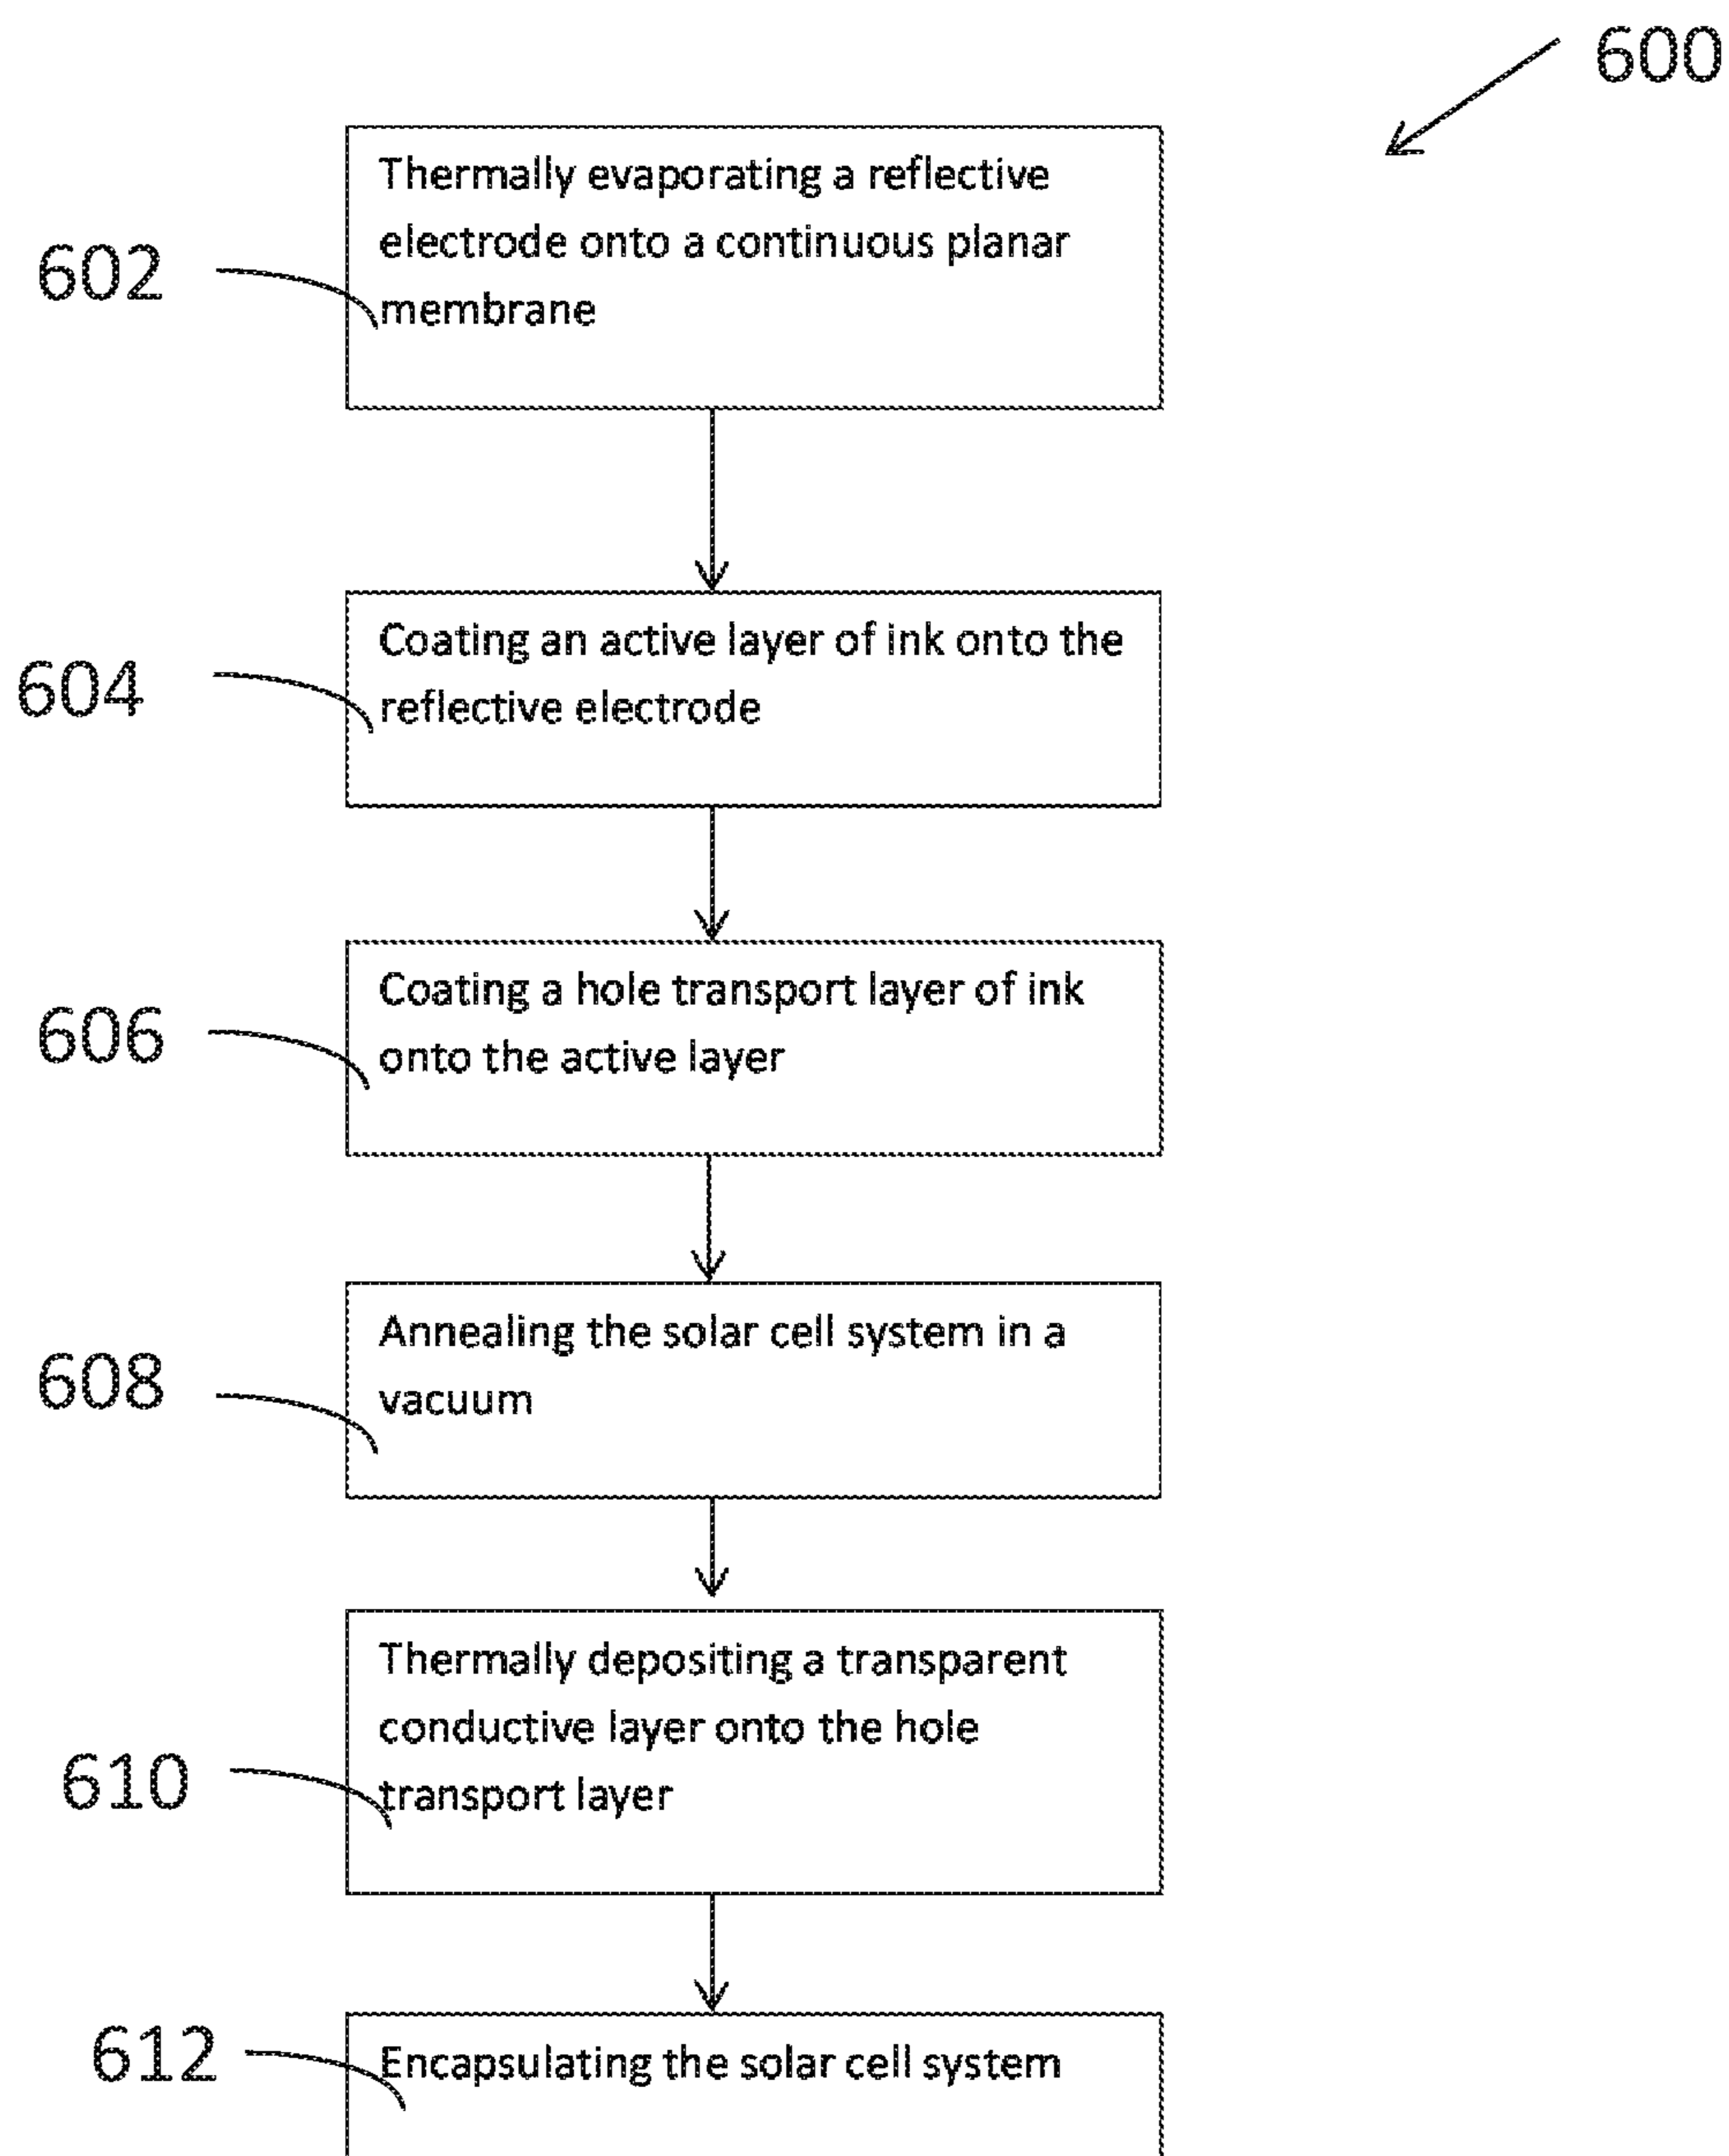 600
602
Thermally evaporating a reflective
electrode onto a continuous planar
membrane
604
Coating an active layer of ink onto the
reflective electrode
606
Coating a hole transport layer of ink
onto the active layer
608
Annealing the solar cell system in a
vacuum
610
Thermally depositing a transparent
conductive layer onto the hole
transport layer
612
Encapsulating the solar cell system